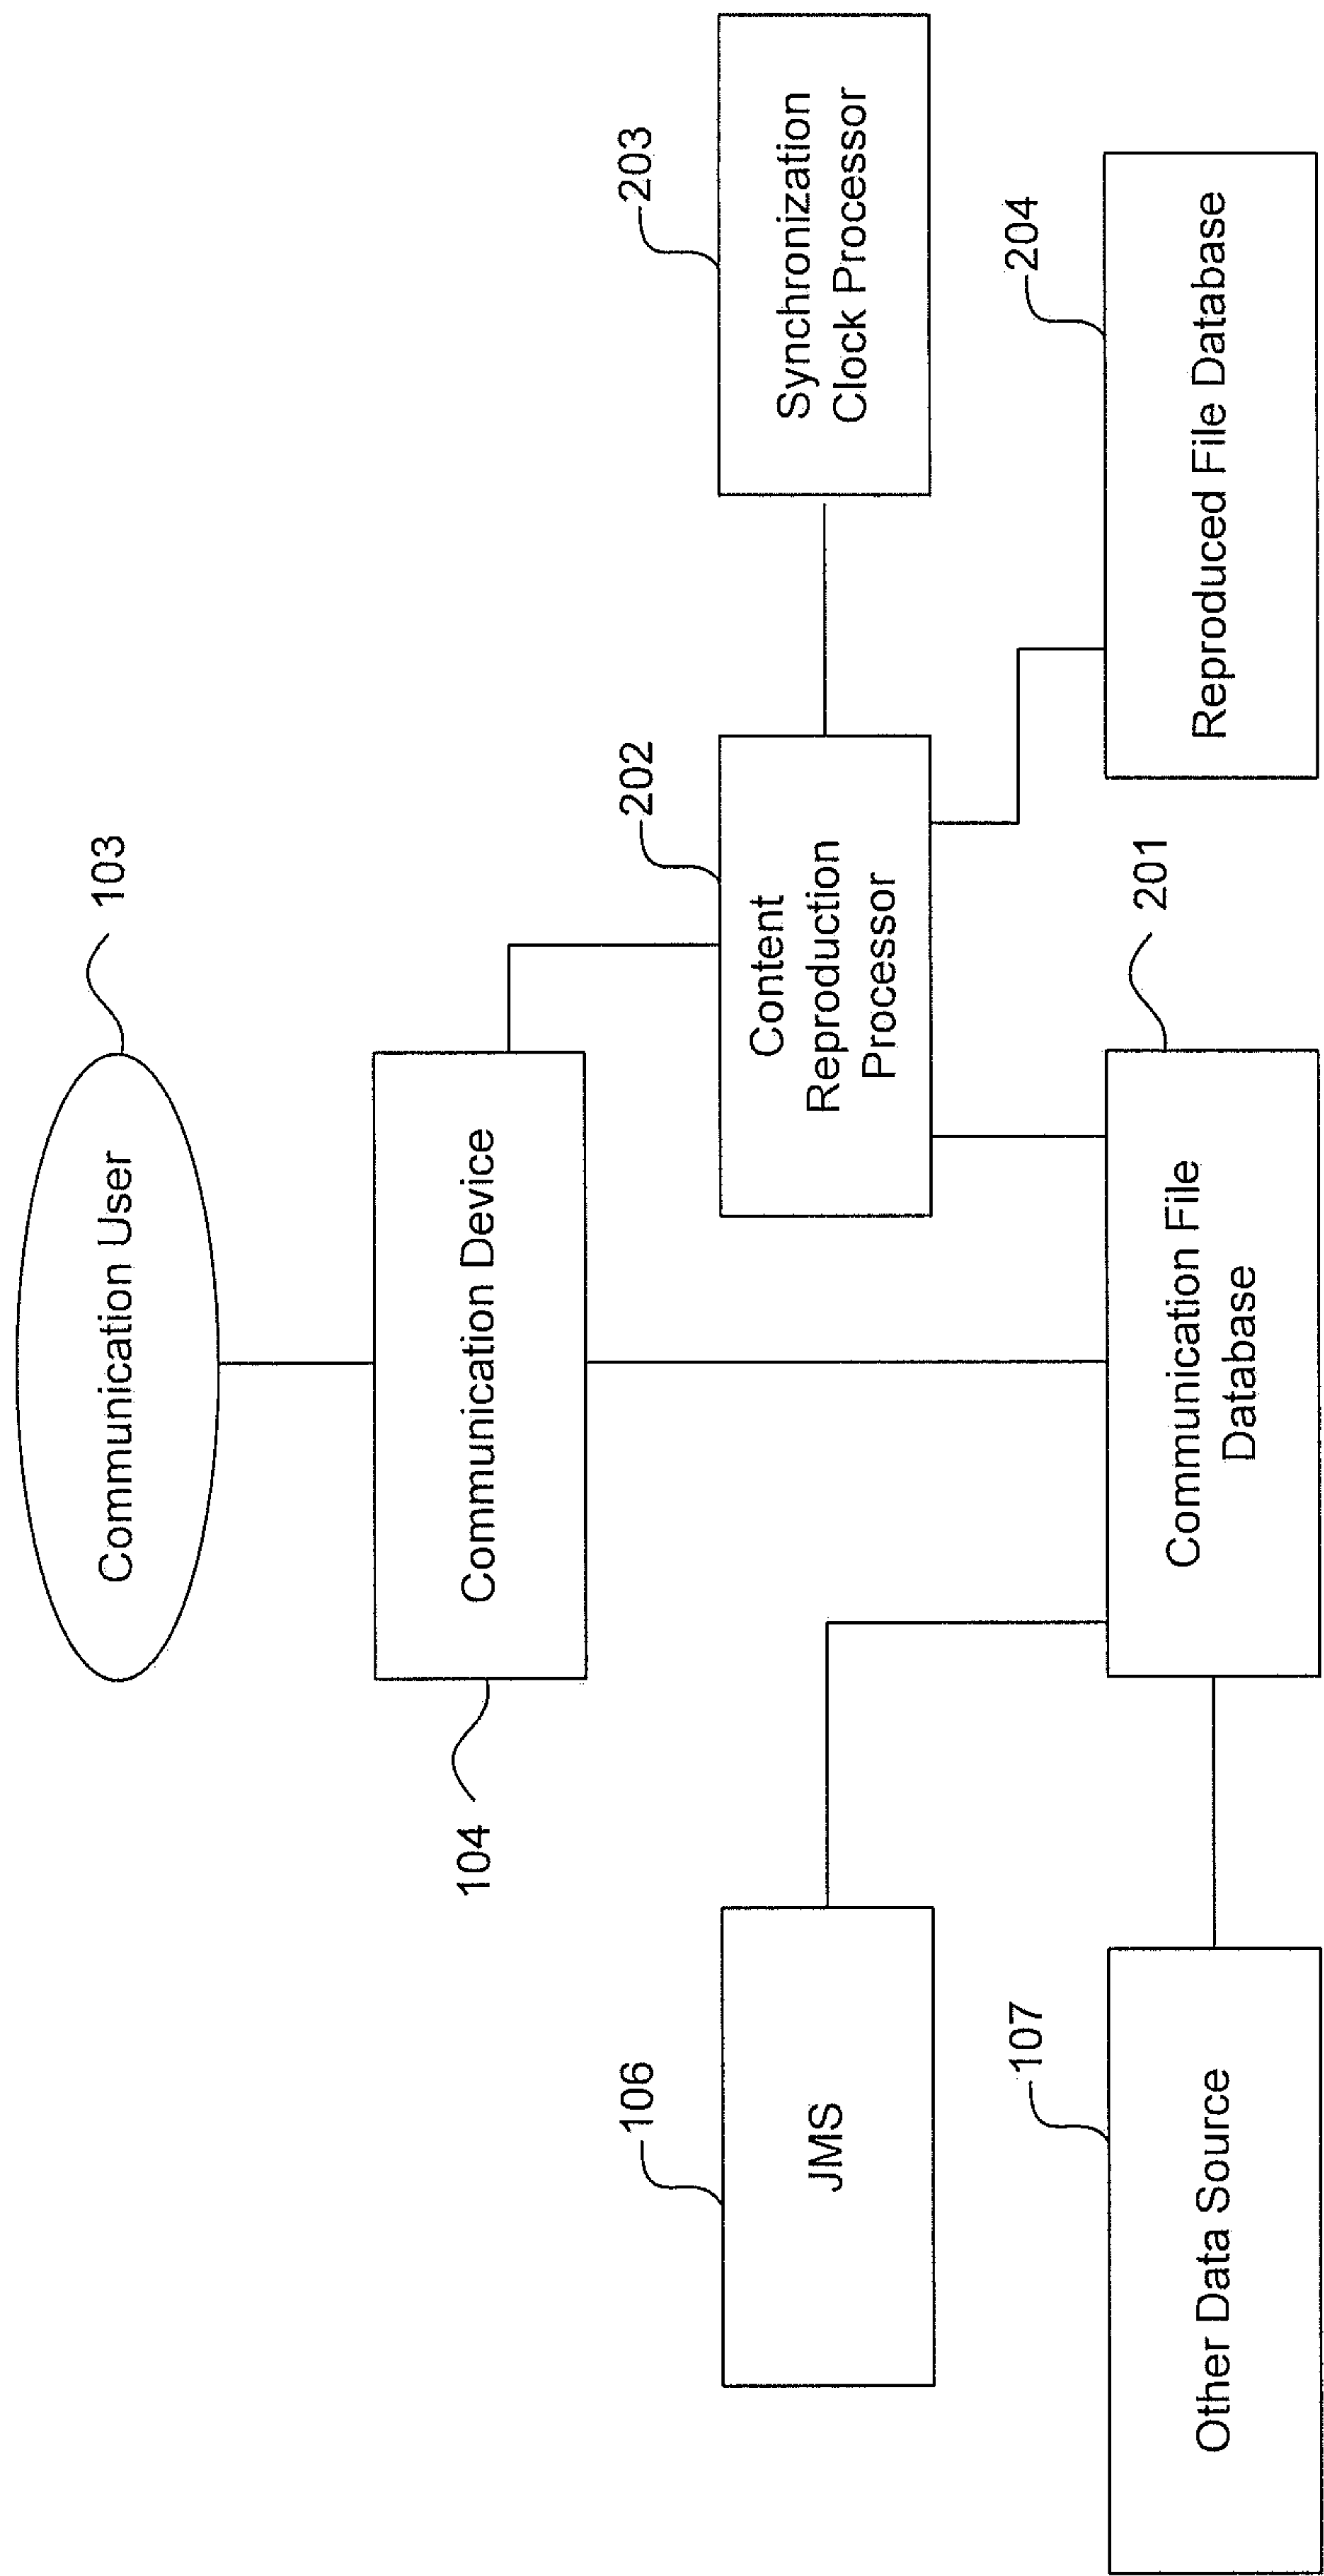 Communication User
103
Communication Device
104
JMS
106
Content
Reproduction
Processor
202
Synchronization
Clock Processor
203
Other Data Source
107
Communication File
Database
201
Reproduced File Database
204